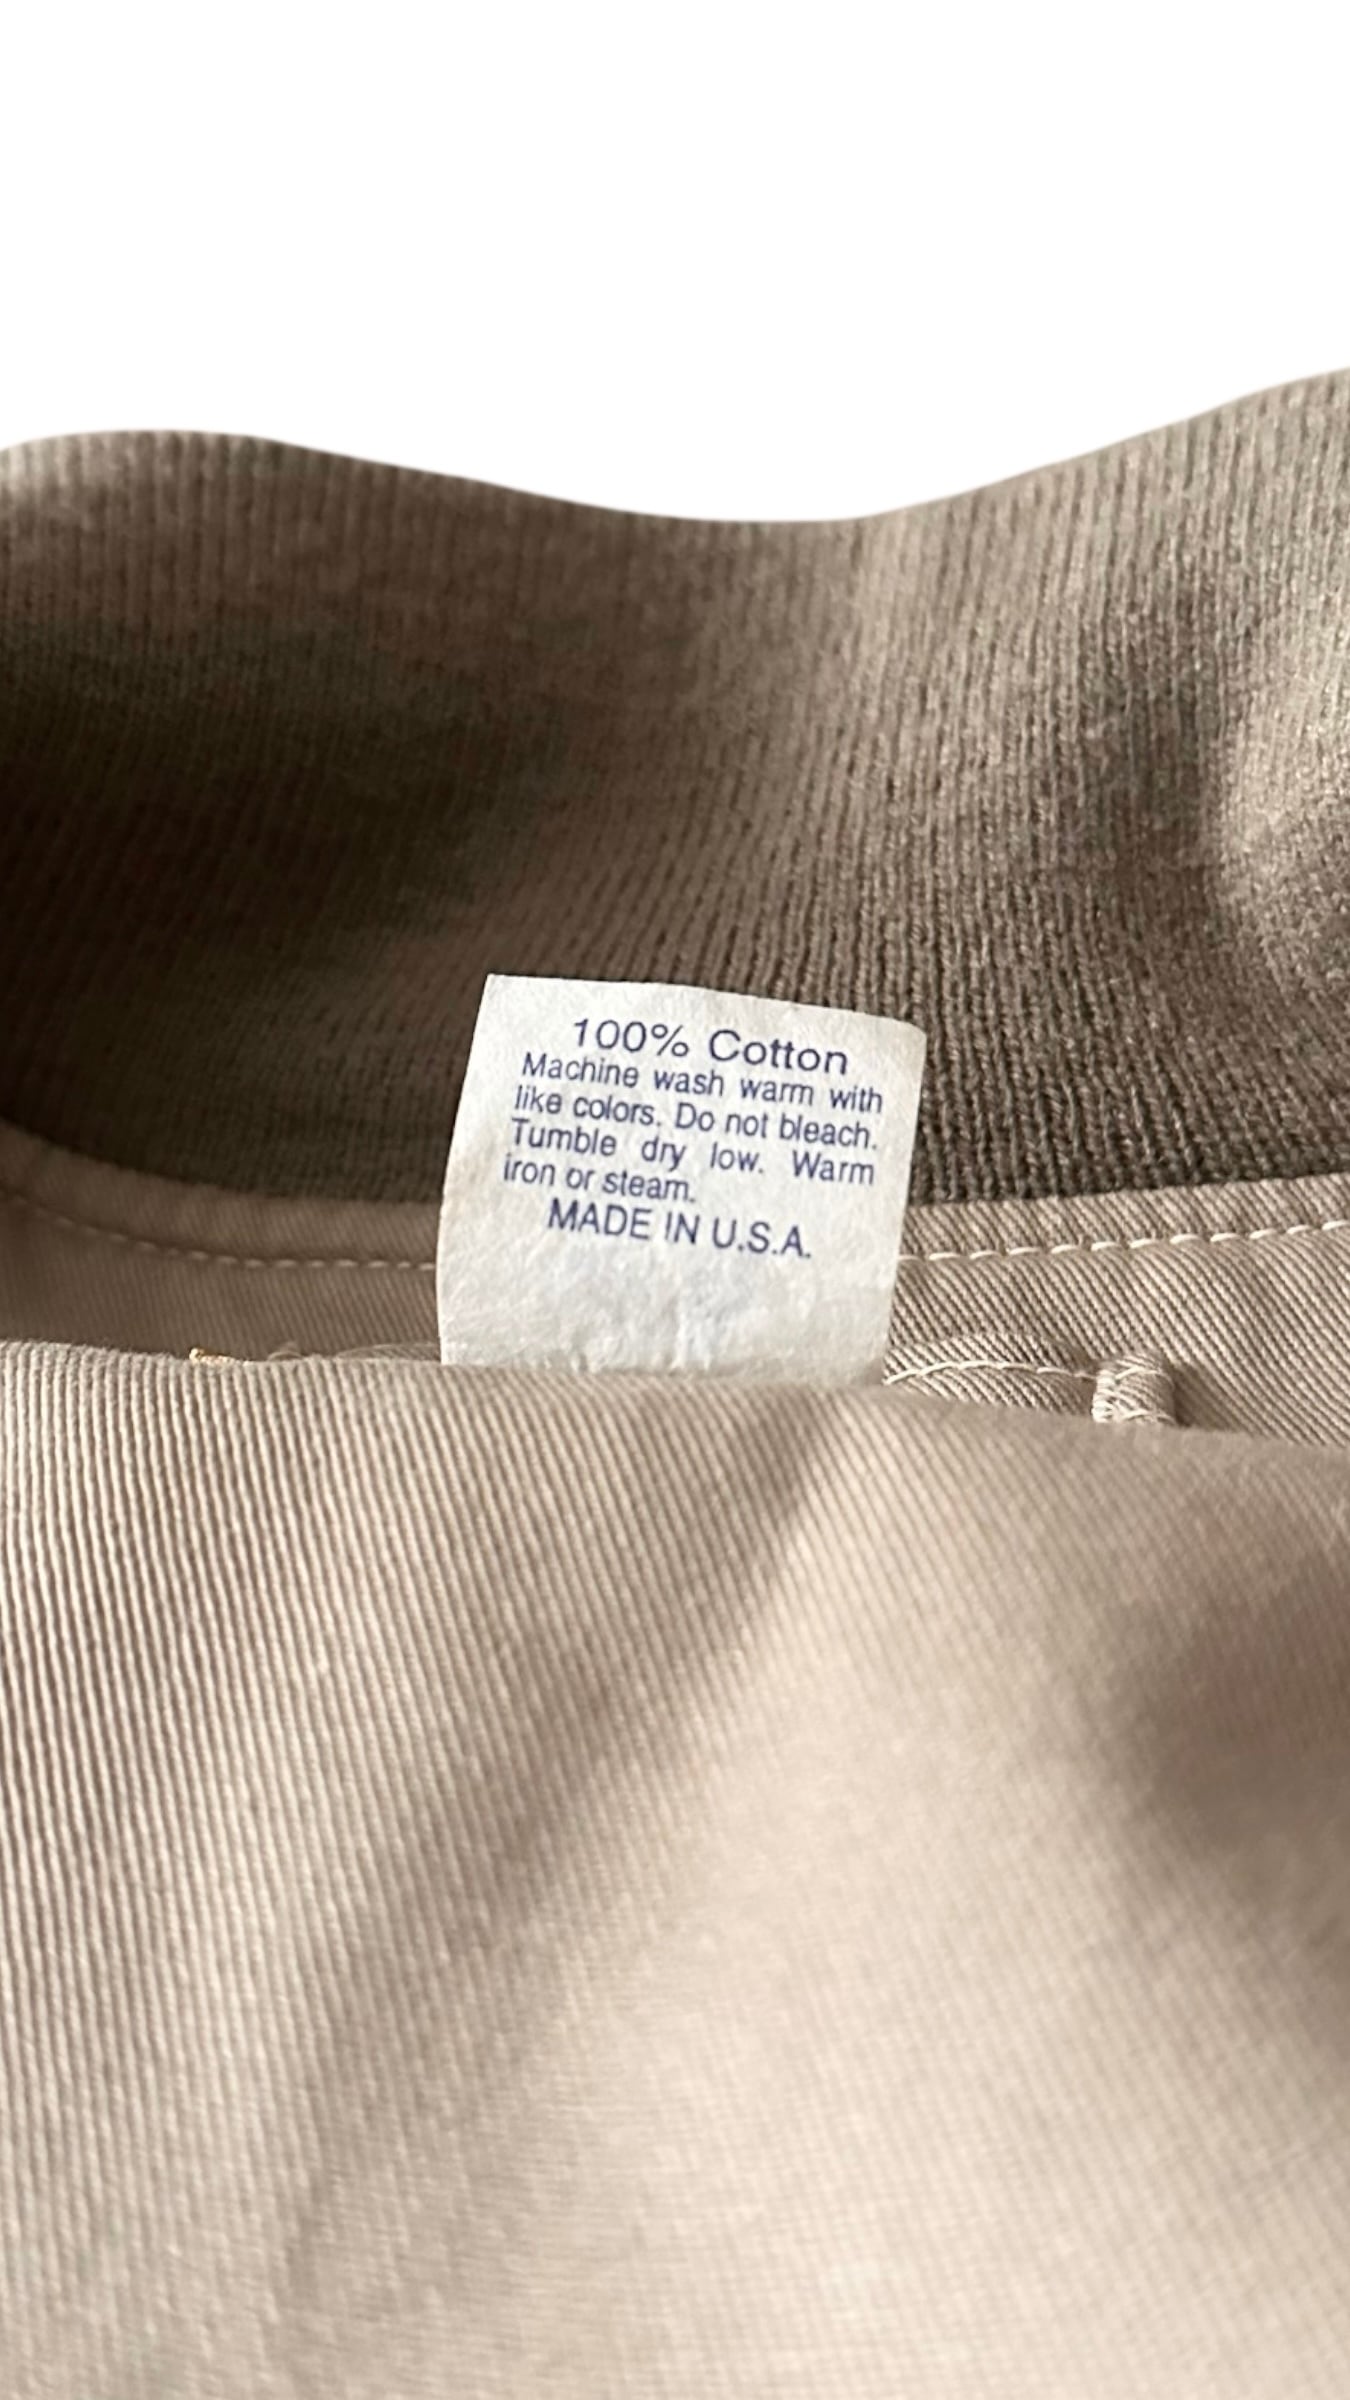 100% Cotton
Machine wash warm with
like colors. Do not bleach.
Tumble dry low. Warm
iron or steam.
MADE IN U.S.A.